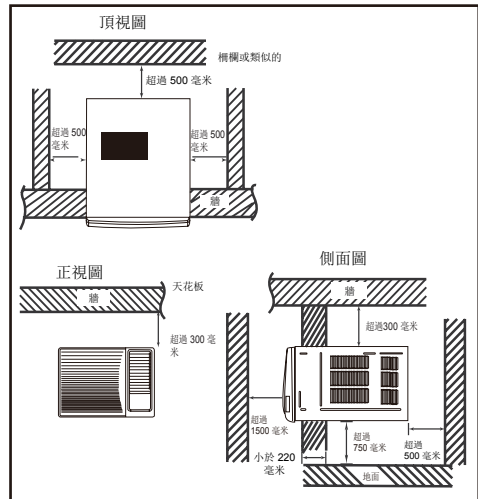 頂視圖
柵欄或類似的
超過 500 毫米
超過 500
毫米
超過 500
毫米
牆
正視圖
天花板
牆
超過 300 毫
米
側面圖
牆
超過300 毫米
超過
1500 毫米
小於 220
毫米
超過
750 毫米
超過
500 毫米
地面